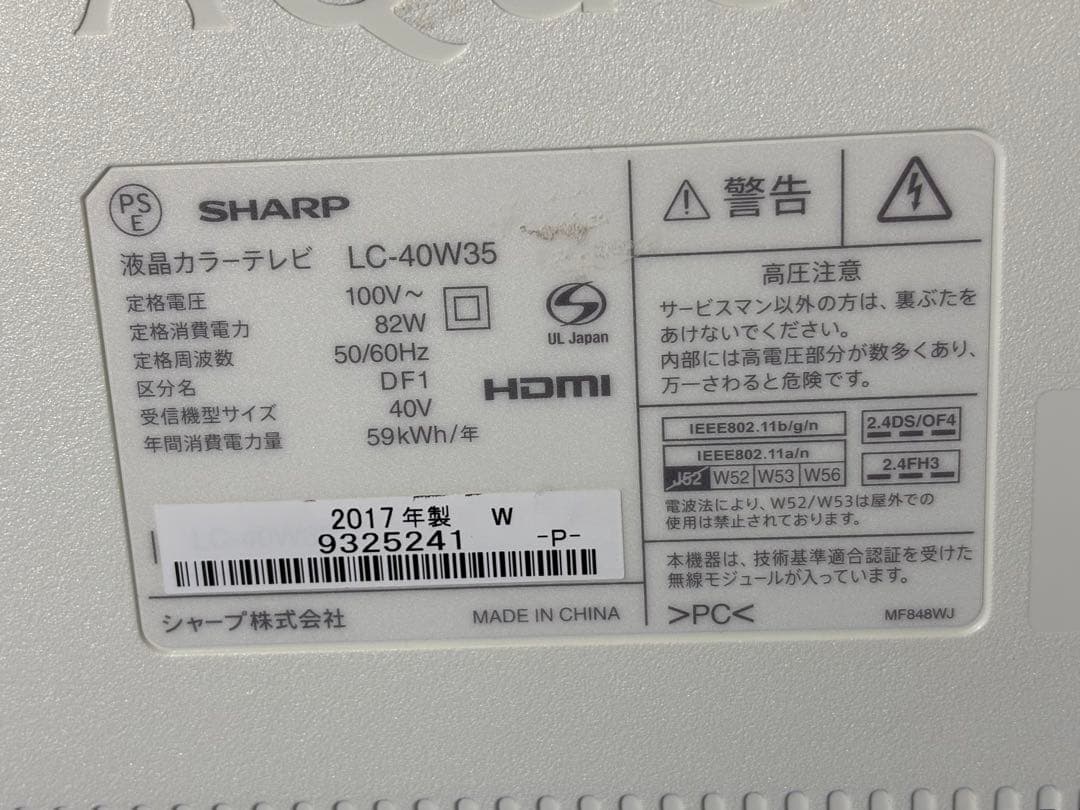 AQUO
PS
E
SHARP
液晶カラーテレビ LC-40W35
定格電圧 100V～
定格消費電力 82W
定格周波数 50/60Hz
区分名 DF1
受信機型サイズ 40V
年間消費電力量 59kWh/年
UL Japan
HDMI
2017年製 W
9325241 -P-
シャープ株式会社 MADE IN CHINA
警告
高圧注意
サービスマン以外の方は、裏ぶたを
あけないでください。
内部には高電圧部分が数多くあり、
万一さわると危険です。
IEEE802.11b/g/n
IEEE802.11a/n
J52 W52 W53 W56
2.4DS/OF4
2.4FH3
電波法により、W52/W53は屋外での
使用は禁止されております。
本機器は、技術基準適合認証を受けた
無線モジュールが入っています。
>PC< MF848WJ